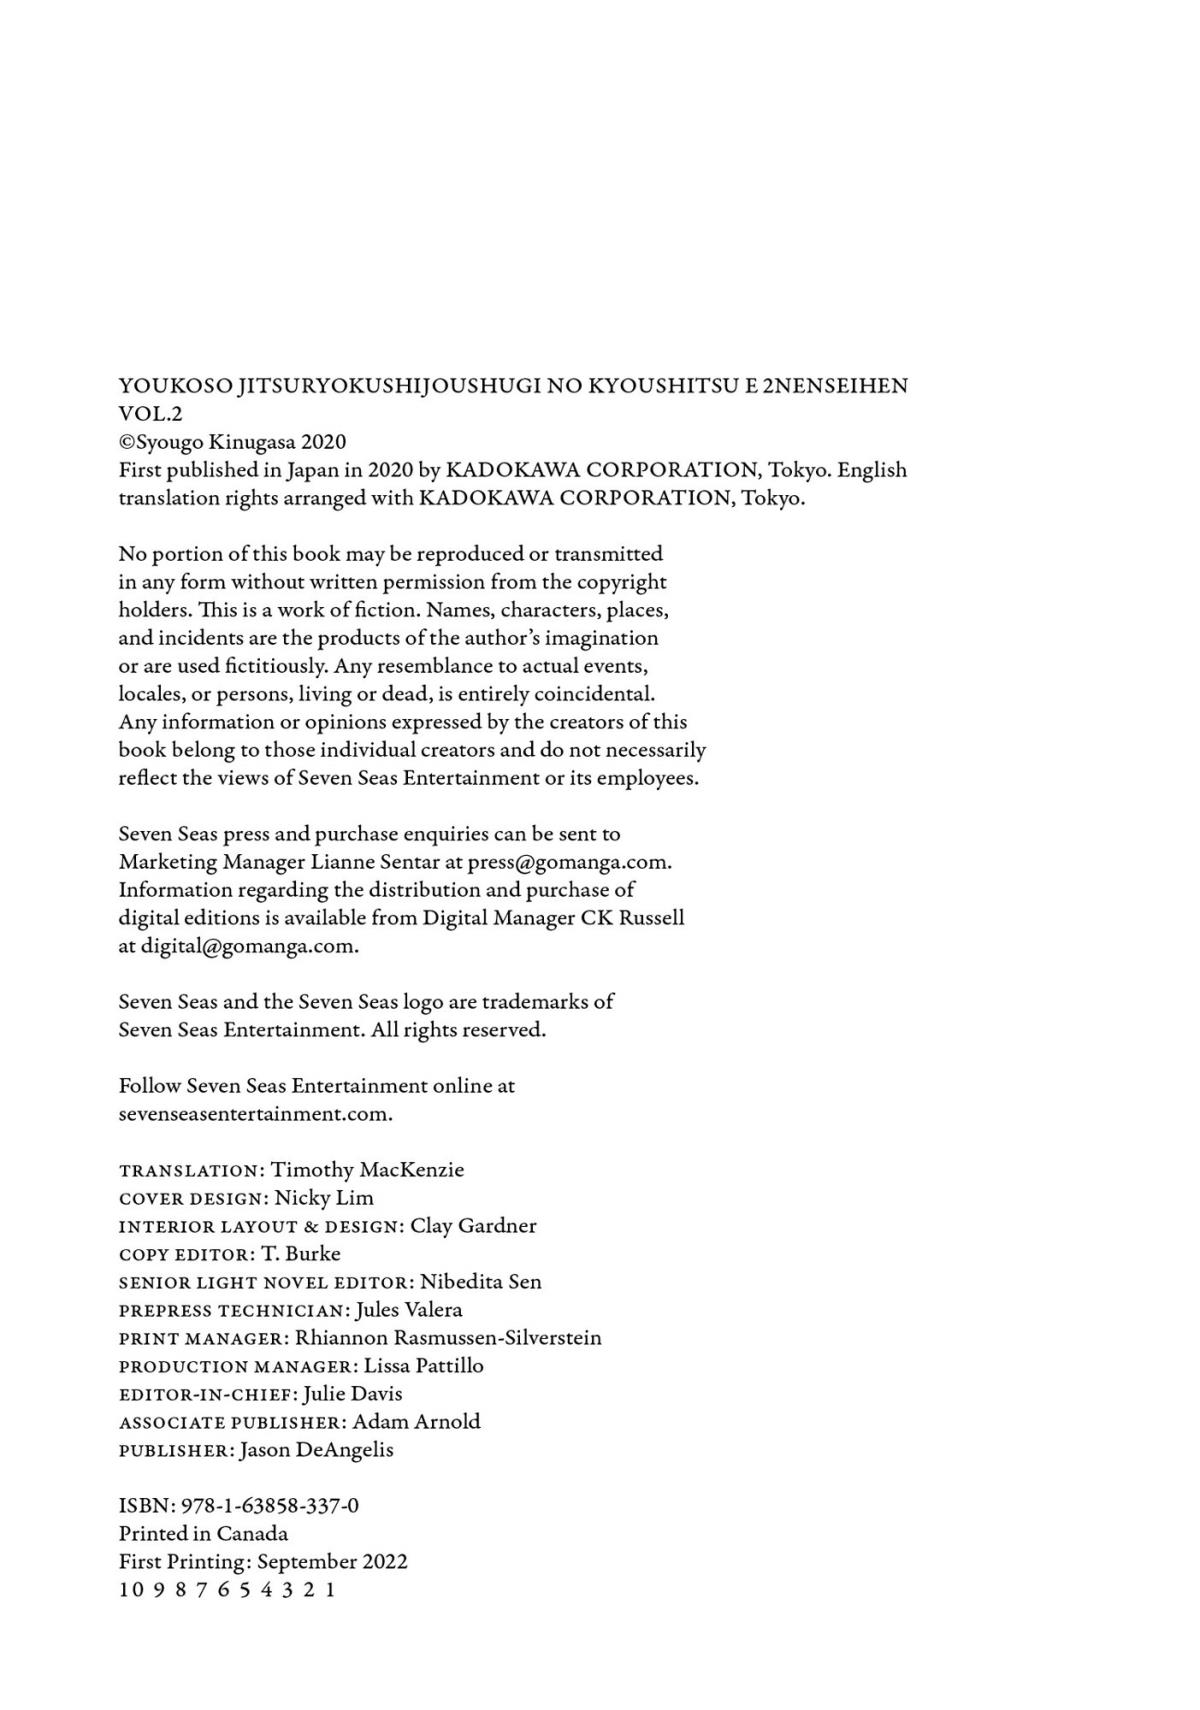 YOUKOSO JITSURYOKUSHIJOUSHUGI NO KYOUSHITSU E 2NENSEIHEN
VOL.2
©Syougo Kinugasa 2020
First published in Japan in 2020 by KADOKAWA CORPORATION, Tokyo. English
translation rights arranged with KADOKAWA CORPORATION, Tokyo.
No portion of this book may be reproduced or transmitted
in any form without written permission from the copyright
holders. This is a work of fiction. Names, characters, places,
and incidents are the products of the author’s imagination
or are used fictitiously. Any resemblance to actual events,
locales, or persons, living or dead, is entirely coincidental.
Any information or opinions expressed by the creators of this
book belong to those individual creators and do not necessarily
reflect the views of Seven Seas Entertainment or its employees.
Seven Seas press and purchase enquiries can be sent to
Marketing Manager Lianne Sentar at press@gomanga.com.
Information regarding the distribution and purchase of
digital editions is available from Digital Manager CK Russell
at digital@gomanga.com.
Seven Seas and the Seven Seas logo are trademarks of
Seven Seas Entertainment. All rights reserved.
Follow Seven Seas Entertainment online at
sevenseasentertainment.com.
TRANSLATION: Timothy MacKenzie
COVER DESIGN: Nicky Lim
INTERIOR LAYOUT & DESIGN: Clay Gardner
COPY EDITOR: T. Burke
SENIOR LIGHT NOVEL EDITOR: Nibedita Sen
PREPRESS TECHNICIAN: Jules Valera
PRINT MANAGER: Rhiannon Rasmussen-Silverstein
PRODUCTION MANAGER: Lissa Pattillo
EDITOR-IN-CHIEF: Julie Davis
ASSOCIATE PUBLISHER: Adam Arnold
PUBLISHER: Jason DeAngelis
ISBN: 978-1-63858-337-0
Printed in Canada
First Printing: September 2022
10 9 8 7 6 5 4 3 2 1